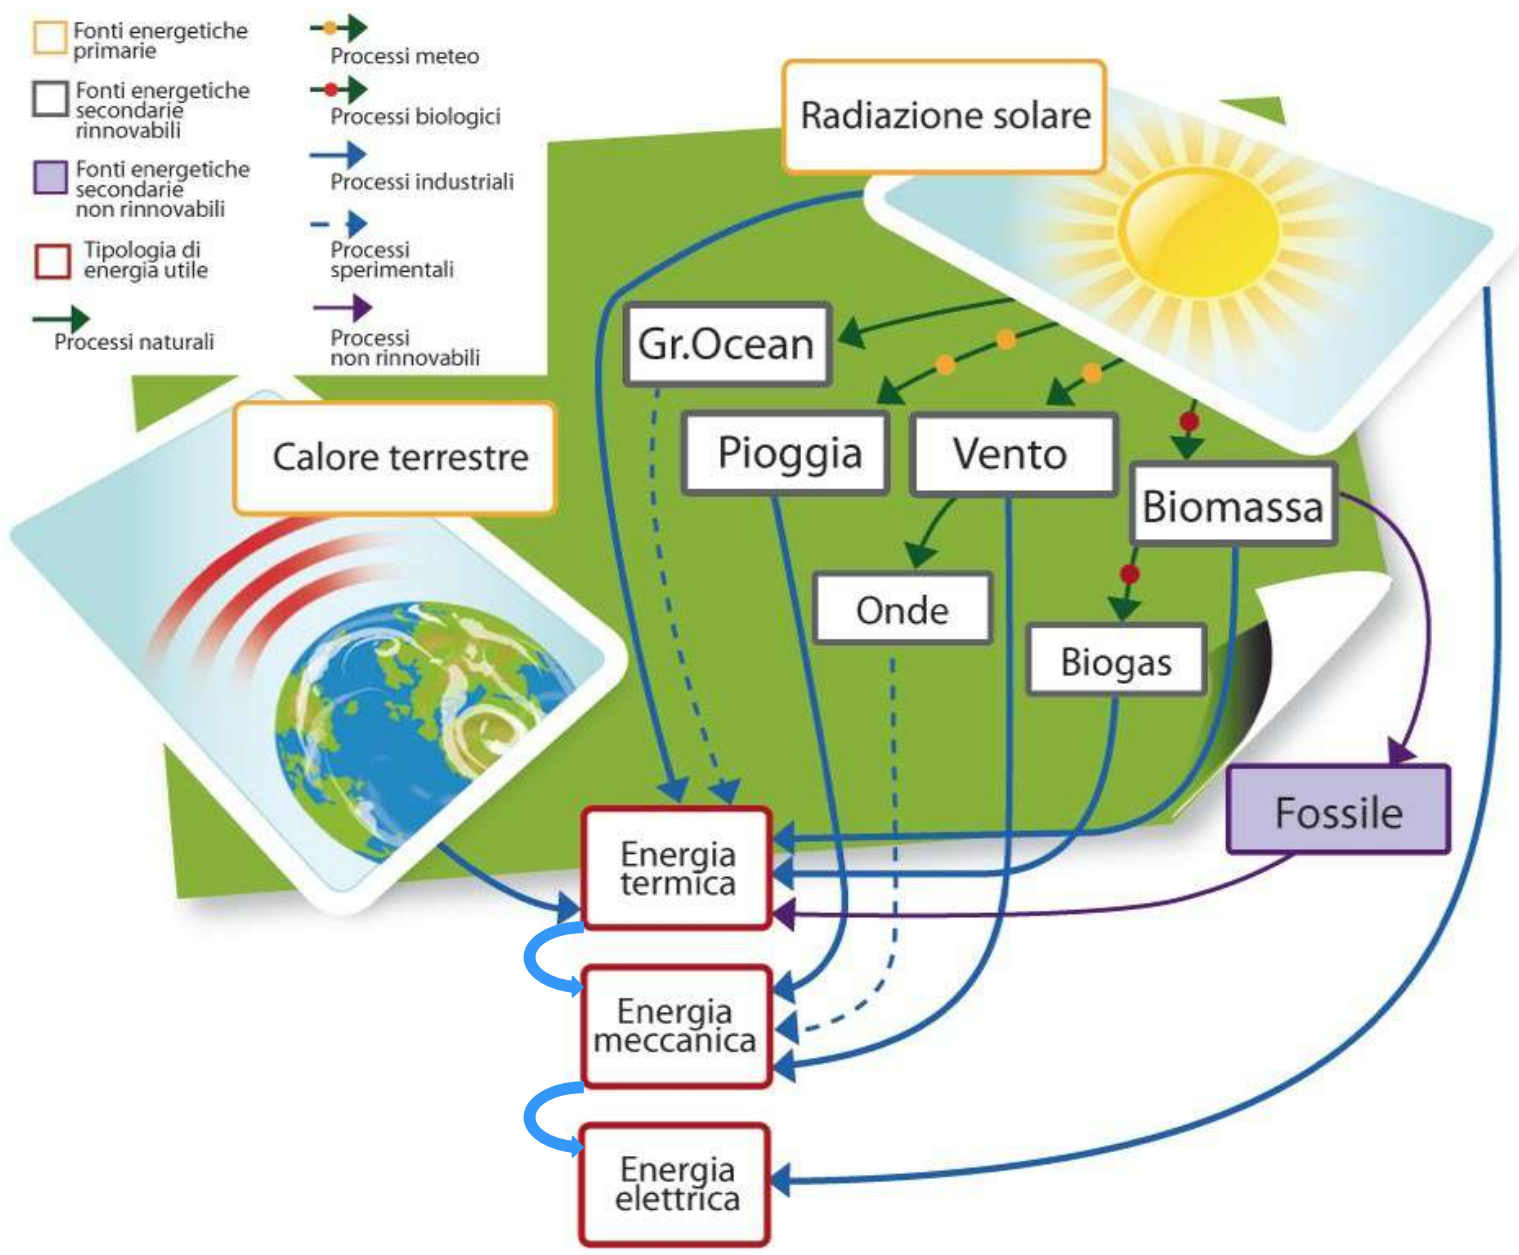 Fonti energetiche
primarie
Fonti energetiche
secondarie
rinnovabili
Fonti energetiche
secondarie
non rinnovabili
Tipologia di
energia utile
Processi naturali
Processi meteo
Processi biologici
Processi industriali
Processi
sperimentali
Processi
non rinnovabili
Radiazione solare
Calore terrestre
Gr.Ocean
Pioggia
Vento
Biomassa
Onde
Biogas
Fossile
Energia
termica
Energia
meccanica
Energia
elettrica